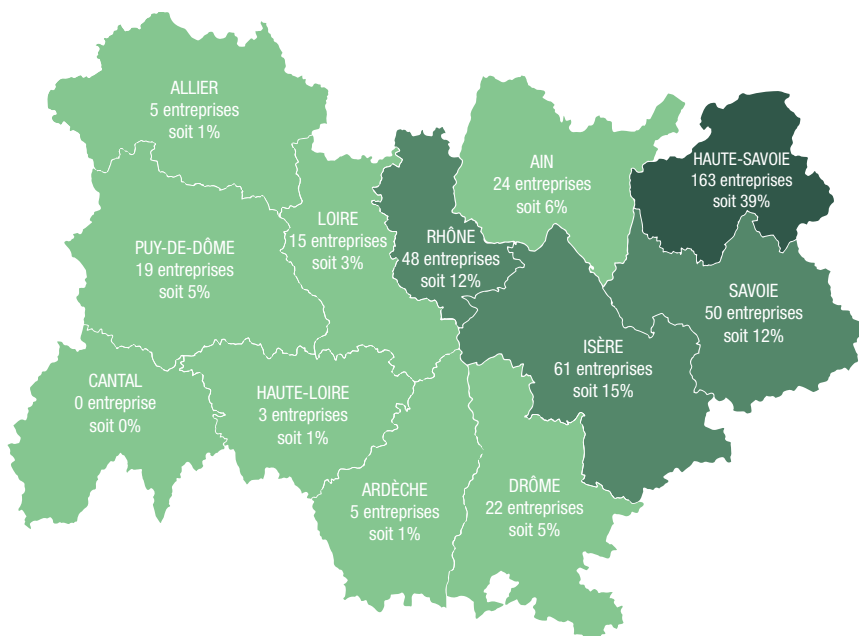 ALLIER
5 entreprises
soit 1%
AIN
24 entreprises
soit 6%
HAUTE-SAVOIE
163 entreprises
soit 39%
LOIRE
15 entreprises
soit 3%
RHÔNE
48 entreprises
soit 12%
PUY-DE-DÔME
19 entreprises
soit 5%
SAVOIE
50 entreprises
soit 12%
ISÈRE
61 entreprises
soit 15%
CANTAL
0 entreprise
soit 0%
HAUTE-LOIRE
3 entreprises
soit 1%
ARDÈCHE
5 entreprises
soit 1%
DRÔME
22 entreprises
soit 5%